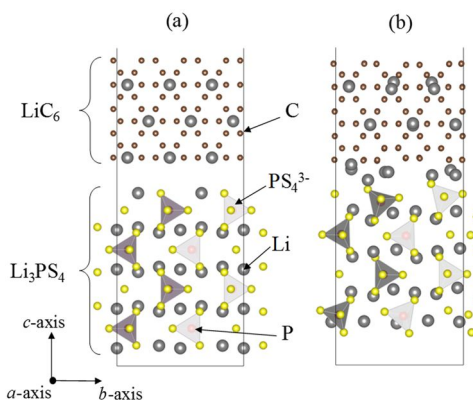 (a)
(b)
LiC₆
C
PS₄³⁻
Li
Li₃PS₄
P
c-axis
a-axis
b-axis